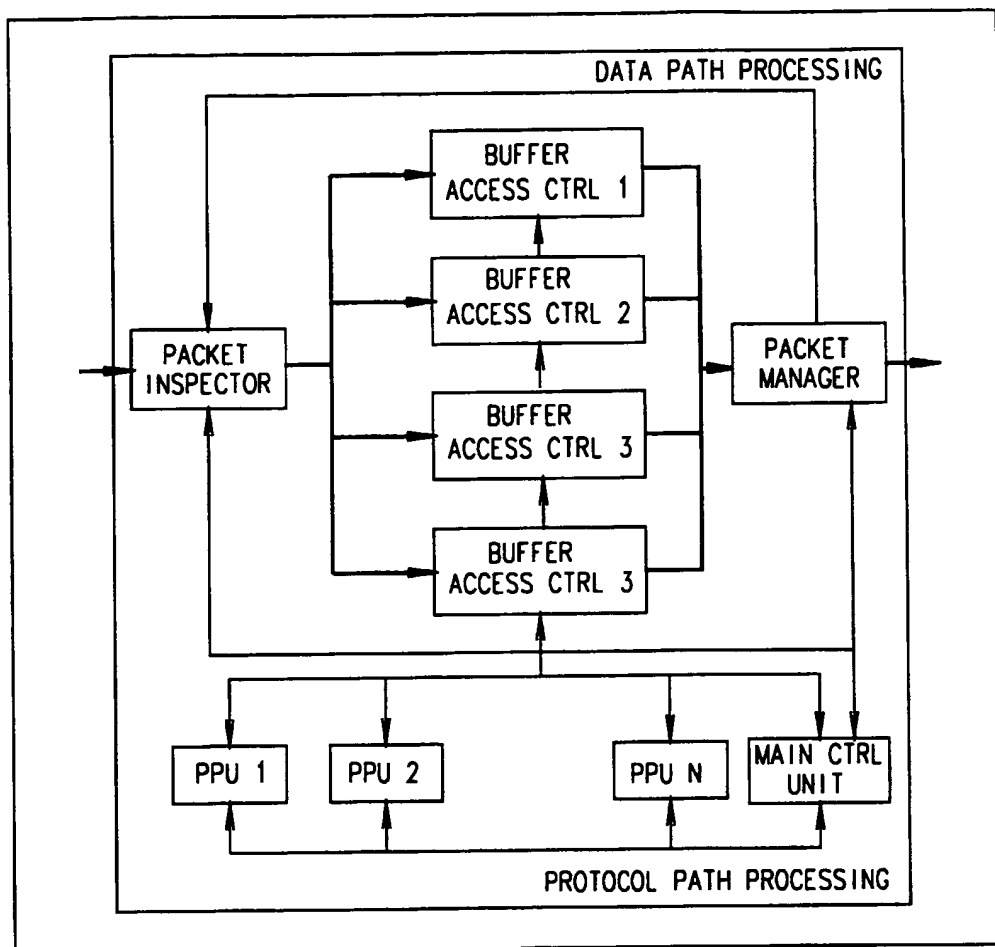 DATA PATH PROCESSING
BUFFER
ACCESS CTRL 1
BUFFER
ACCESS CTRL 2
PACKET
INSPECTOR
PACKET
MANAGER
BUFFER
ACCESS CTRL 3
BUFFER
ACCESS CTRL 3
PPU 1
PPU 2
PPU N
MAIN CTRL
UNIT
PROTOCOL PATH PROCESSING